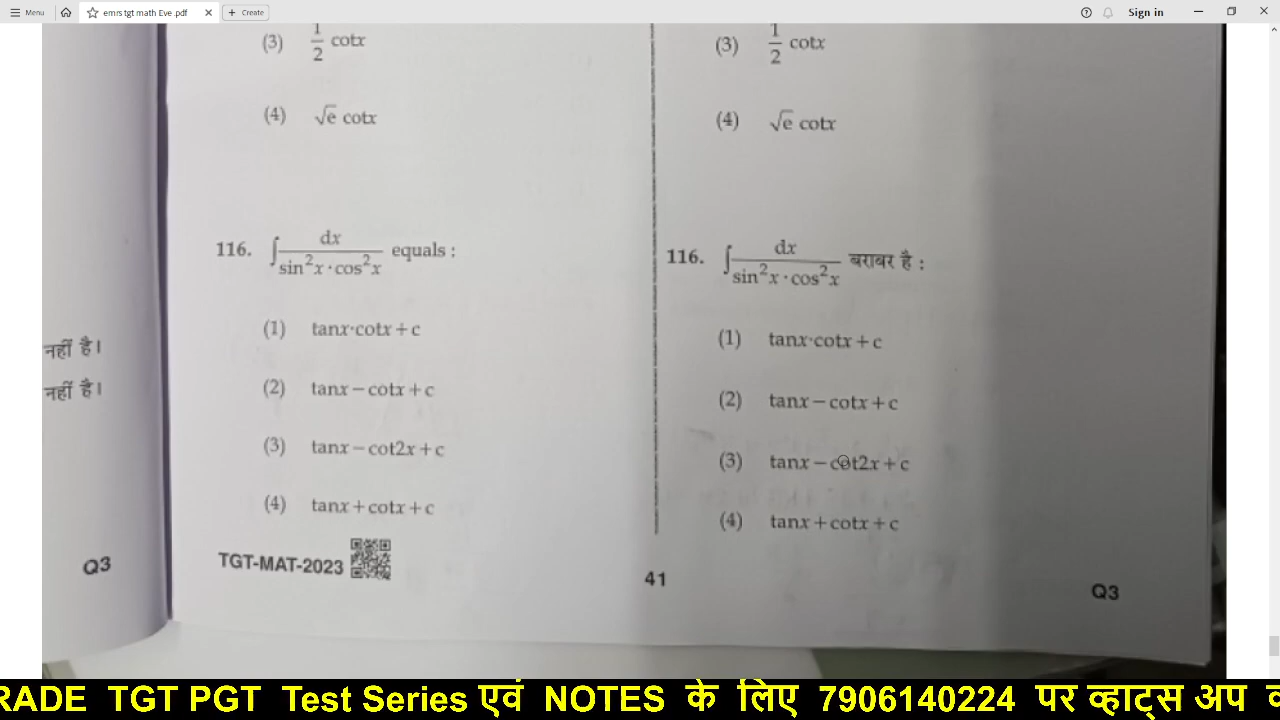 Menu emrs tgt math Eve .pdf × + Create Sign in
(3) 1/2 cotx
(4) √e cotx
116. ∫ dx/sin²x·cos²x equals :
(1) tanx·cotx + c
(2) tanx − cotx + c
(3) tanx − cot2x + c
(4) tanx + cotx + c
नहीं है।
नहीं है।
Q3
TGT-MAT-2023
(3) 1/2 cotx
(4) √e cotx
116. ∫ dx/sin²x·cos²x बराबर है :
(1) tanx·cotx + c
(2) tanx − cotx + c
(3) tanx − cot2x + c
(4) tanx + cotx + c
41
Q3
RADE TGT PGT Test Series एवं NOTES के लिए 7906140224 पर व्हाट्स अप